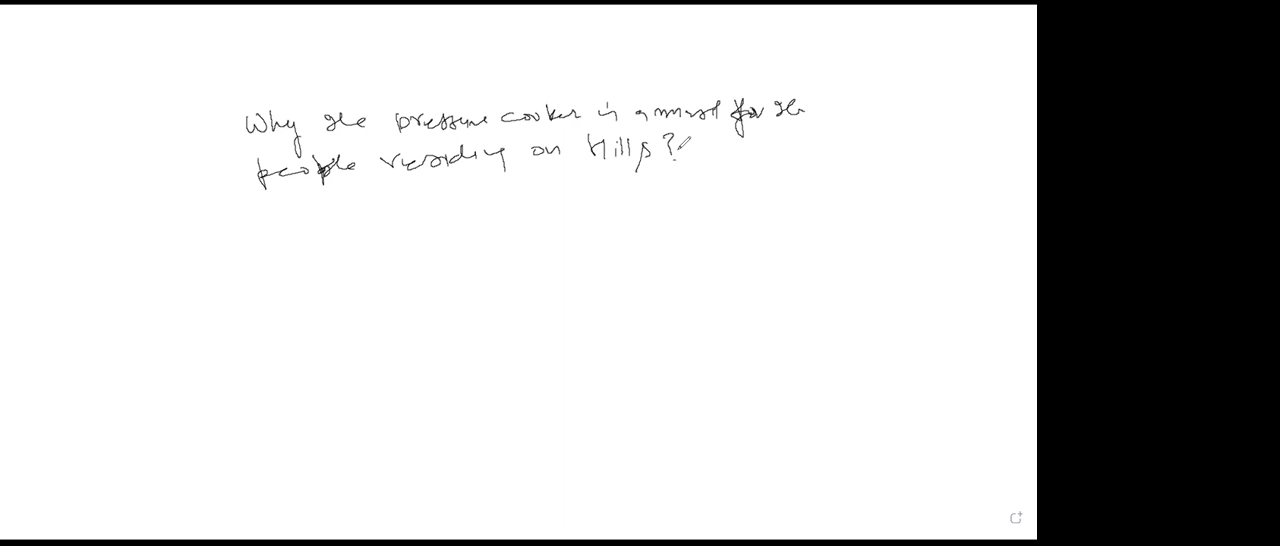 Why the pressure cooker is a must for the
people residing on Hills?